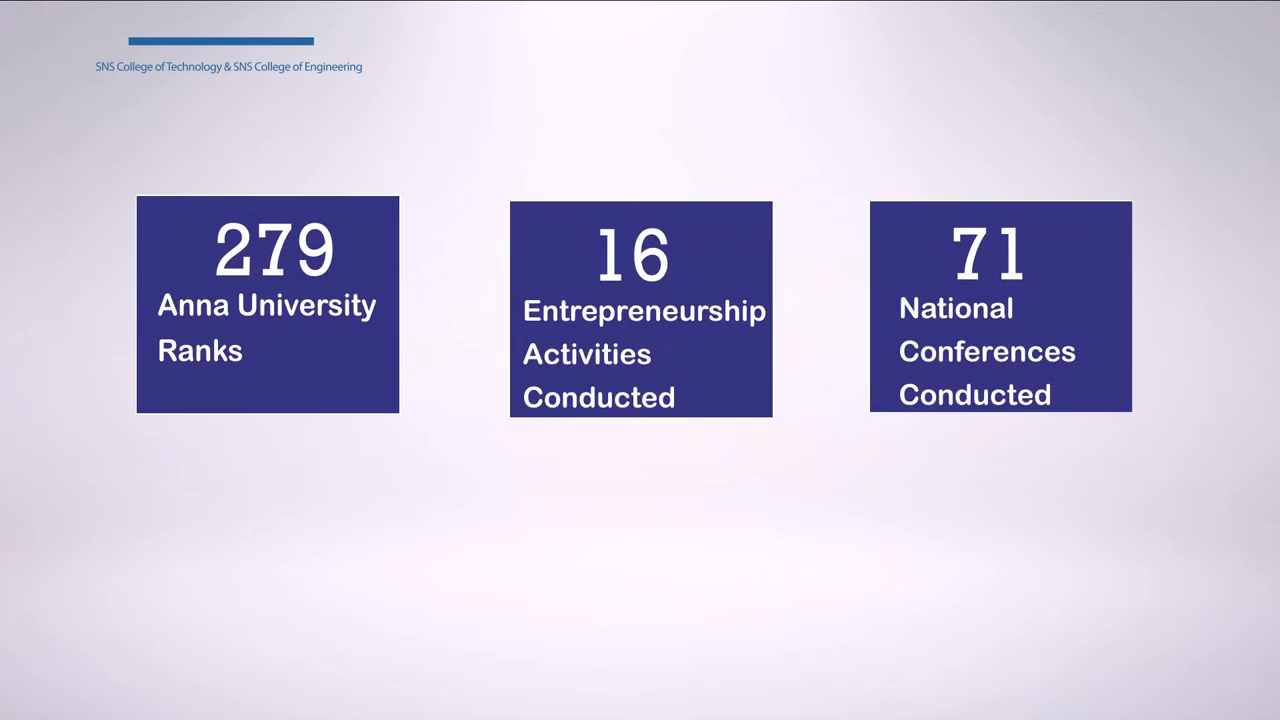 SNS College of Technology & SNS College of Engineering
279
Anna University
Ranks
16
Entrepreneurship
Activities
Conducted
71
National
Conferences
Conducted